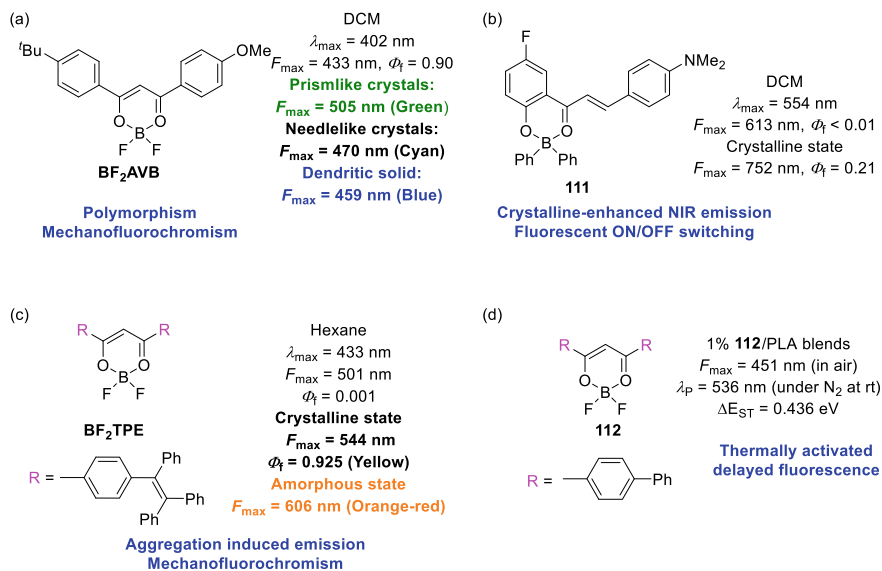 (a)
tBu
OMe
O
O
B
F
F
BF2AVB
DCM
λmax = 402 nm
Fmax = 433 nm, Φf = 0.90
Prismlike crystals:
Fmax = 505 nm (Green)
Needlelike crystals:
Fmax = 470 nm (Cyan)
Dendritic solid:
Fmax = 459 nm (Blue)
Polymorphism
Mechanofluorochromism
(b)
F
NMe2
O
O
B
Ph
Ph
111
DCM
λmax = 554 nm
Fmax = 613 nm, Φf < 0.01
Crystalline state
Fmax = 752 nm, Φf = 0.21
Crystalline-enhanced NIR emission
Fluorescent ON/OFF switching
(c)
R
R
O
O
B
F
F
BF2TPE
R =
Ph
Ph
Ph
Hexane
λmax = 433 nm
Fmax = 501 nm
Φf = 0.001
Crystalline state
Fmax = 544 nm
Φf = 0.925 (Yellow)
Amorphous state
Fmax = 606 nm (Orange-red)
Aggregation induced emission
Mechanofluorochromism
(d)
R
R
O
O
B
F
F
112
R =
Ph
1% 112/PLA blends
Fmax = 451 nm (in air)
λP = 536 nm (under N2 at rt)
ΔEST = 0.436 eV
Thermally activated
delayed fluorescence